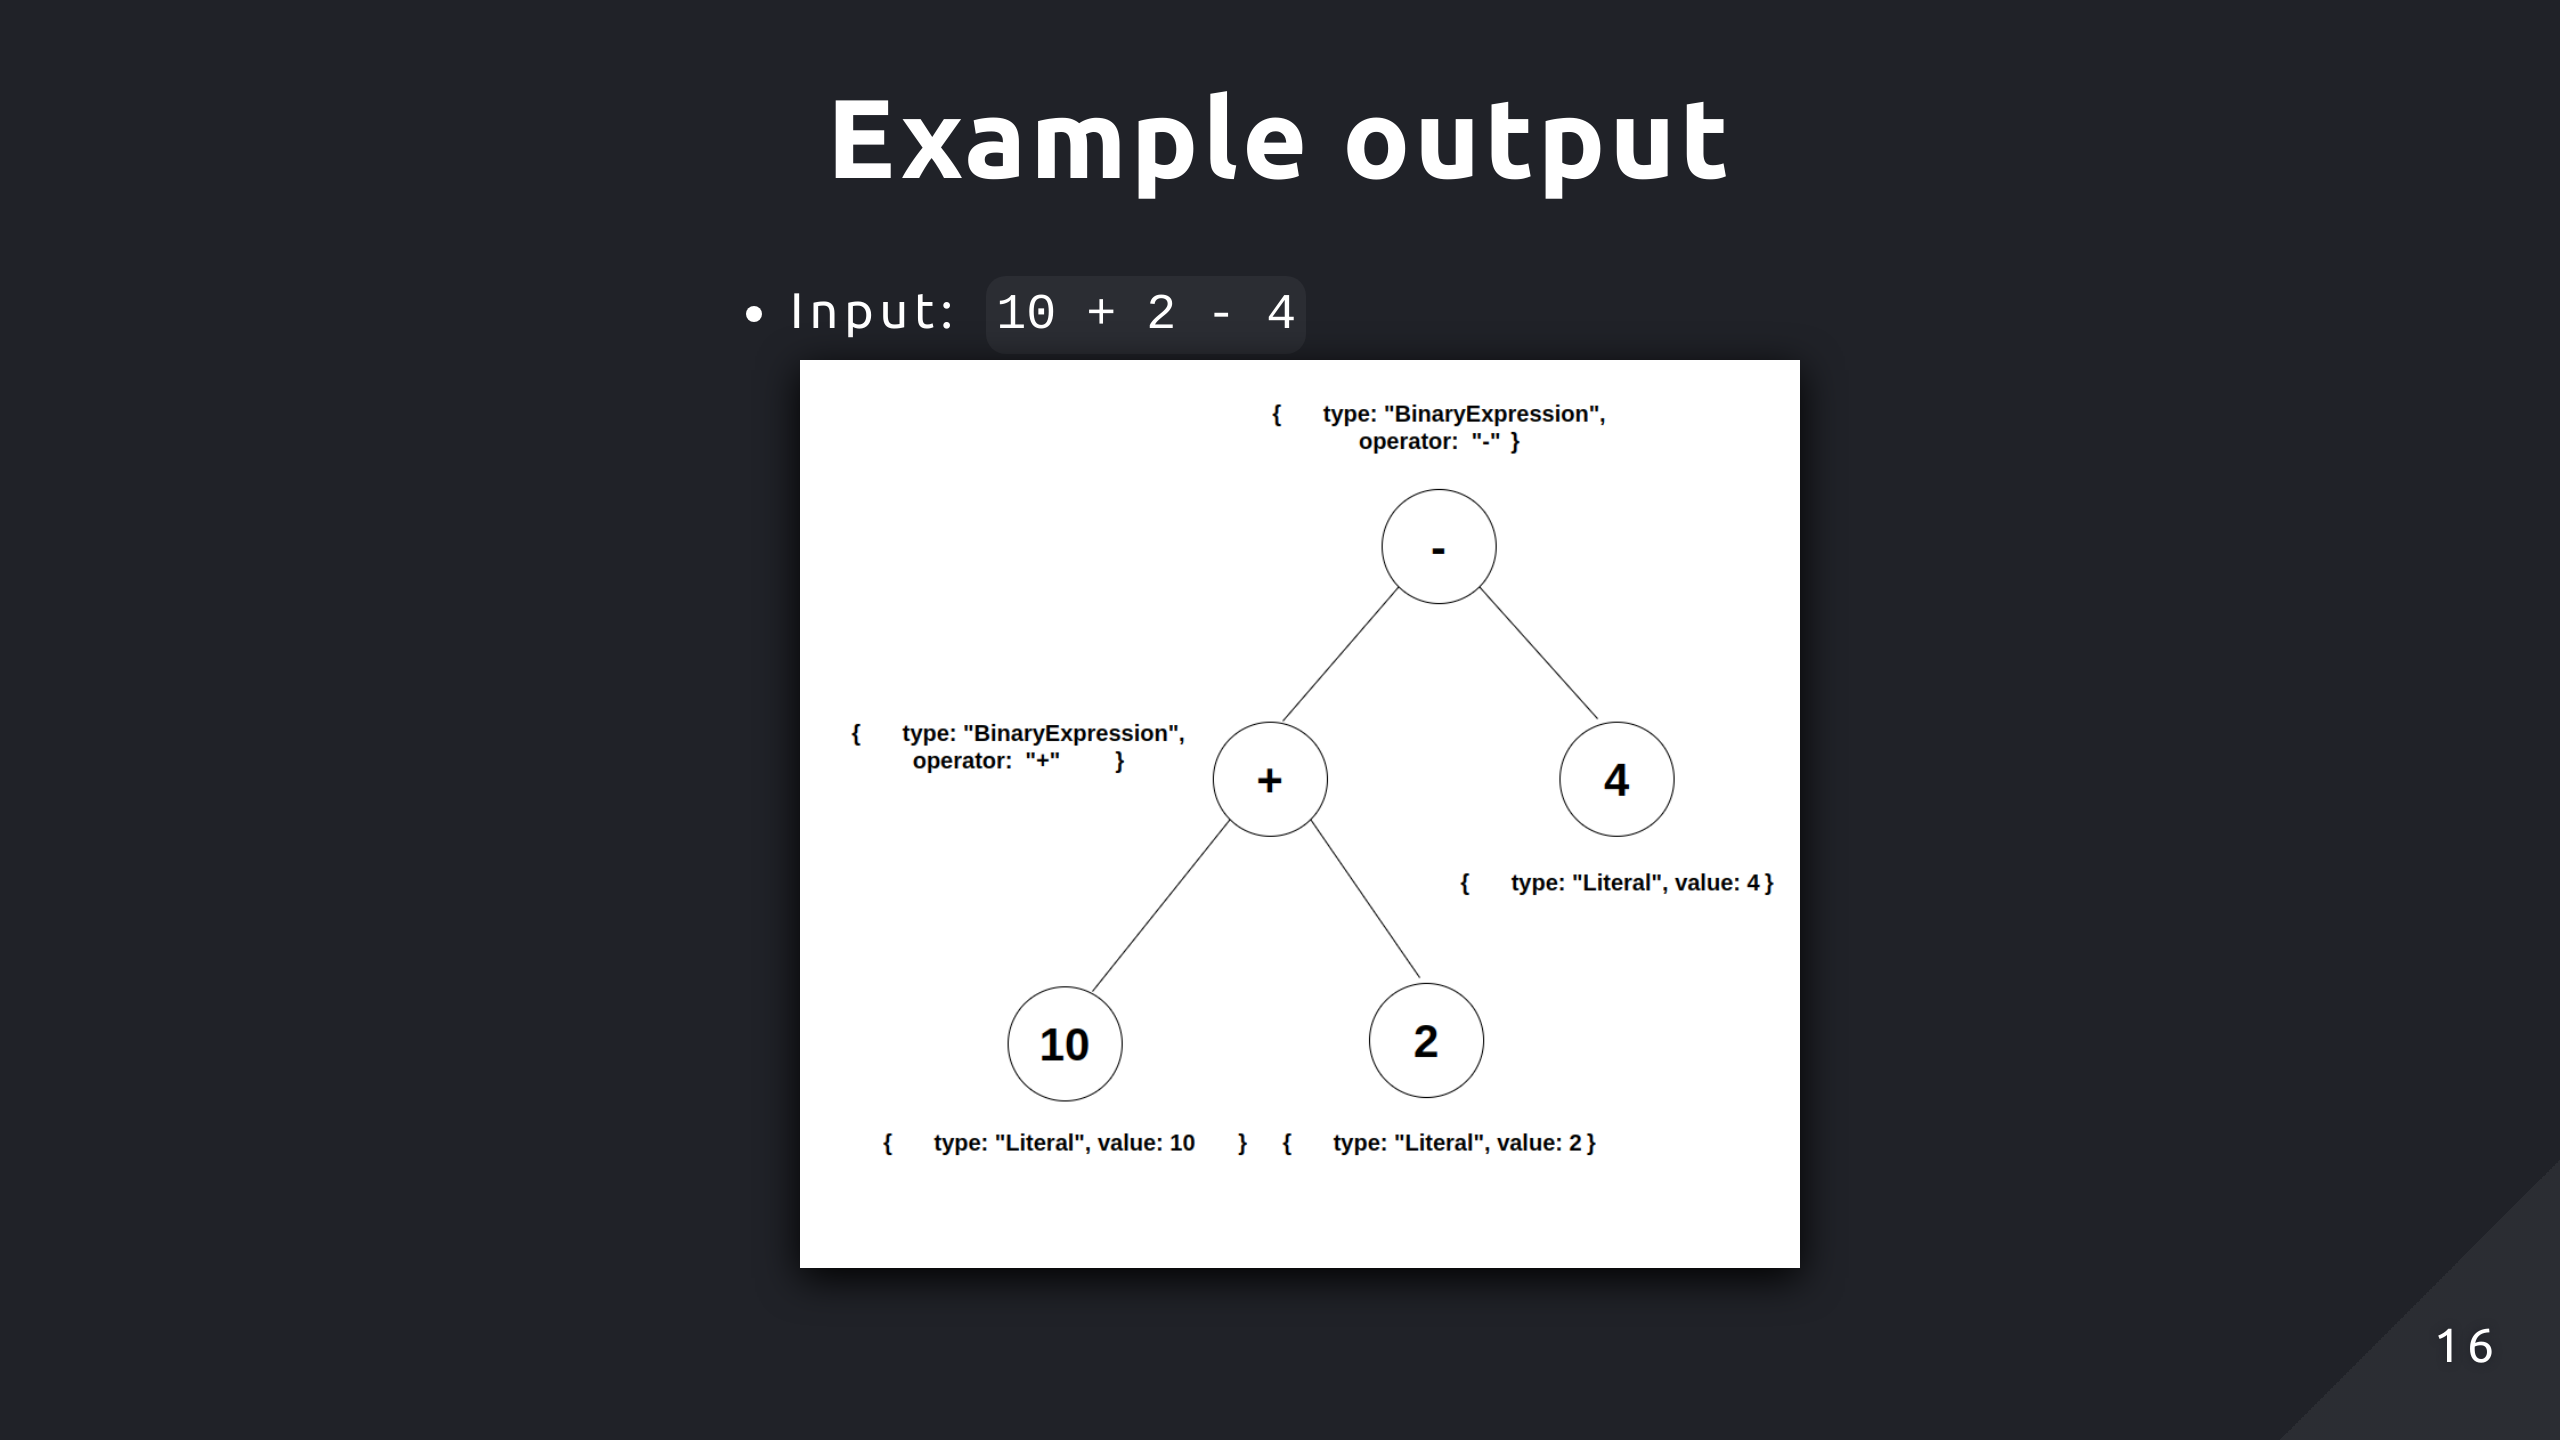 Example output
• Input: 10 + 2 - 4
{ type: "BinaryExpression",
operator: "-" }
-
{ type: "BinaryExpression",
operator: "+" }
+
4
{ type: "Literal", value: 4 }
10
2
{ type: "Literal", value: 10 }
{ type: "Literal", value: 2 }
16